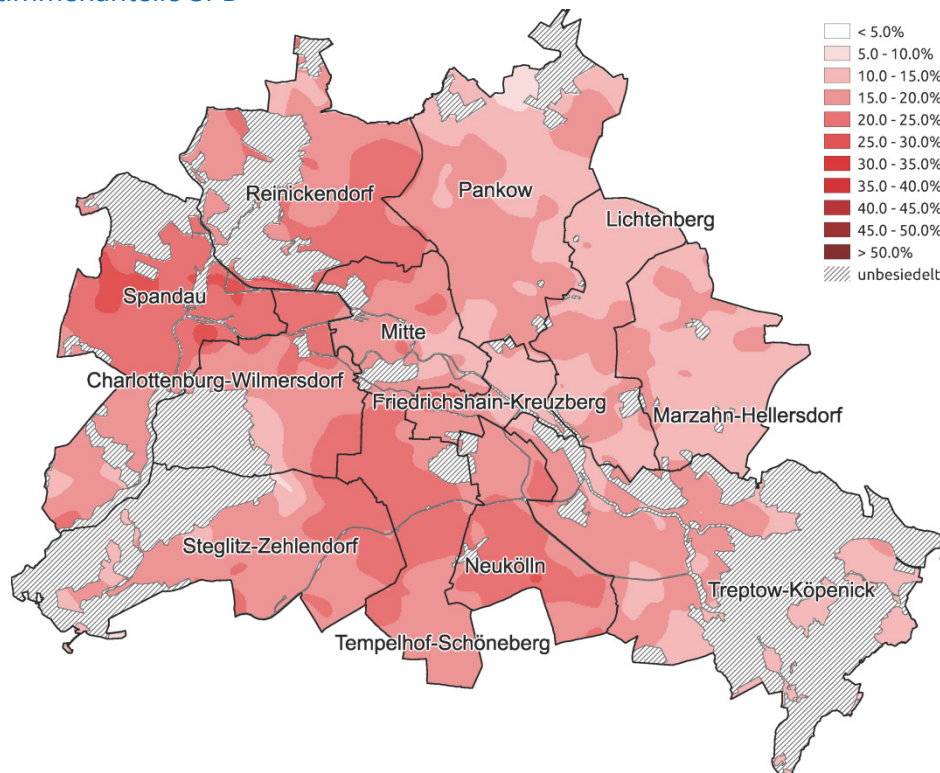 < 5.0%
5.0 - 10.0%
10.0 - 15.0%
15.0 - 20.0%
20.0 - 25.0%
25.0 - 30.0%
30.0 - 35.0%
35.0 - 40.0%
40.0 - 45.0%
45.0 - 50.0%
> 50.0%
unbesiedelt
Reinickendorf
Pankow
Lichtenberg
Spandau
Mitte
Charlottenburg-Wilmersdorf
Friedrichshain-Kreuzberg
Marzahn-Hellersdorf
Steglitz-Zehlendorf
Neukölln
Treptow-Köpenick
Tempelhof-Schöneberg